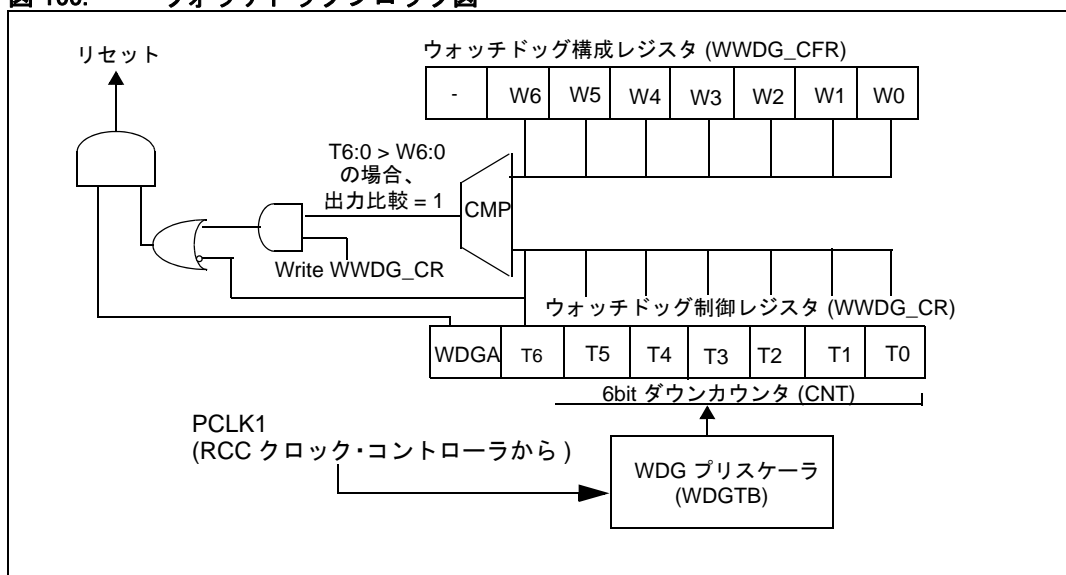 リセット
ウォッチドッグ構成レジスタ (WWDG_CFR)
- W6 W5 W4 W3 W2 W1 W0
T6:0 > W6:0
の場合、
出力比較 = 1
CMP
Write WWDG_CR
ウォッチドッグ制御レジスタ (WWDG_CR)
WDGA T6 T5 T4 T3 T2 T1 T0
6bit ダウンカウンタ (CNT)
PCLK1
(RCC クロック・コントローラから )
WDG プリスケーラ
(WDGTB)